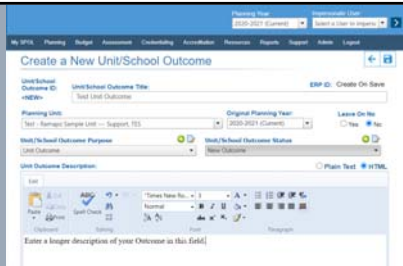 Planning Year
Impersonate User
2020-2021 (Current)
Select a User to Imperso
My SPOL Planning Budget Assessment Credentialing Accreditation Resources Reports Support Admin Logout
Create a New Unit/School Outcome
Unit/School Outcome ID:
Unit/School Outcome Title:
ERP ID: Create On Save
<NEW>
Test Unit Outcome
Planning Unit:
Original Planning Year:
Leave On No
Test - Ramapo Sample Unit --- Support, TES
2020-2021 (Current)
Yes No
Unit/School Outcome Purpose
Unit/School Outcome Status
Unit Outcome
New Outcome
Unit Outcome Description:
Plain Text HTML
Edit
Paste
Print
ABC
Spell Check
"Times New Ro...
3
Normal
B I U
Clipboard
Editing
Font
Paragraph
Enter a longer description of your Outcome in this field.